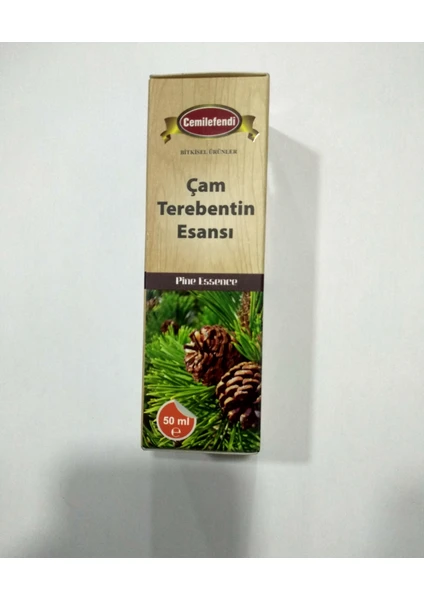 Cemilefendi
BİTKİSEL ÜRÜNLER
Çam
Terebentin
Esansı
Pine Essence
50 ml
℮